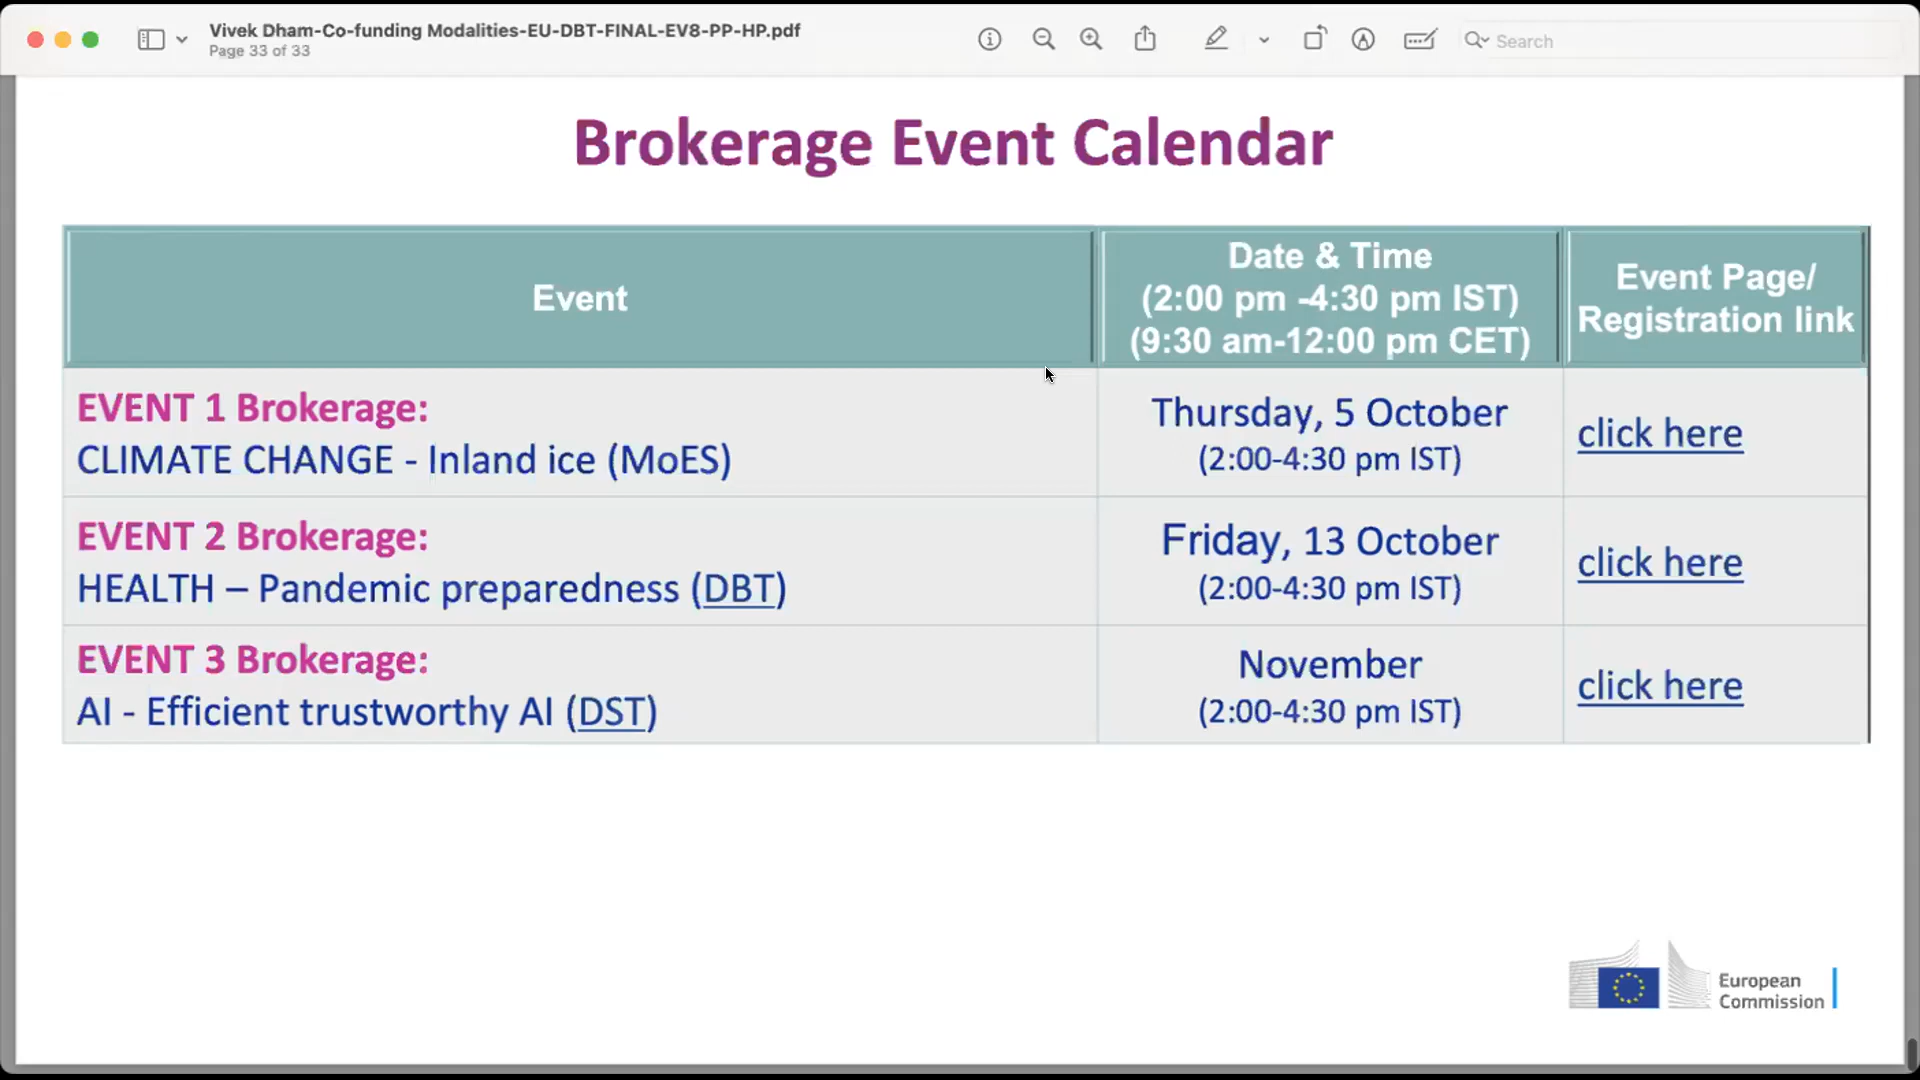 Vivek Dham-Co-funding Modalities-EU-DBT-FINAL-EV8-PP-HP.pdf
Page 33 of 33
Search
Brokerage Event Calendar
Event
Date & Time
(2:00 pm -4:30 pm IST)
(9:30 am-12:00 pm CET)
Event Page/
Registration link
EVENT 1 Brokerage:
CLIMATE CHANGE - Inland ice (MoES)
Thursday, 5 October
(2:00-4:30 pm IST)
click here
EVENT 2 Brokerage:
HEALTH – Pandemic preparedness (DBT)
Friday, 13 October
(2:00-4:30 pm IST)
click here
EVENT 3 Brokerage:
AI - Efficient trustworthy AI (DST)
November
(2:00-4:30 pm IST)
click here
European
Commission